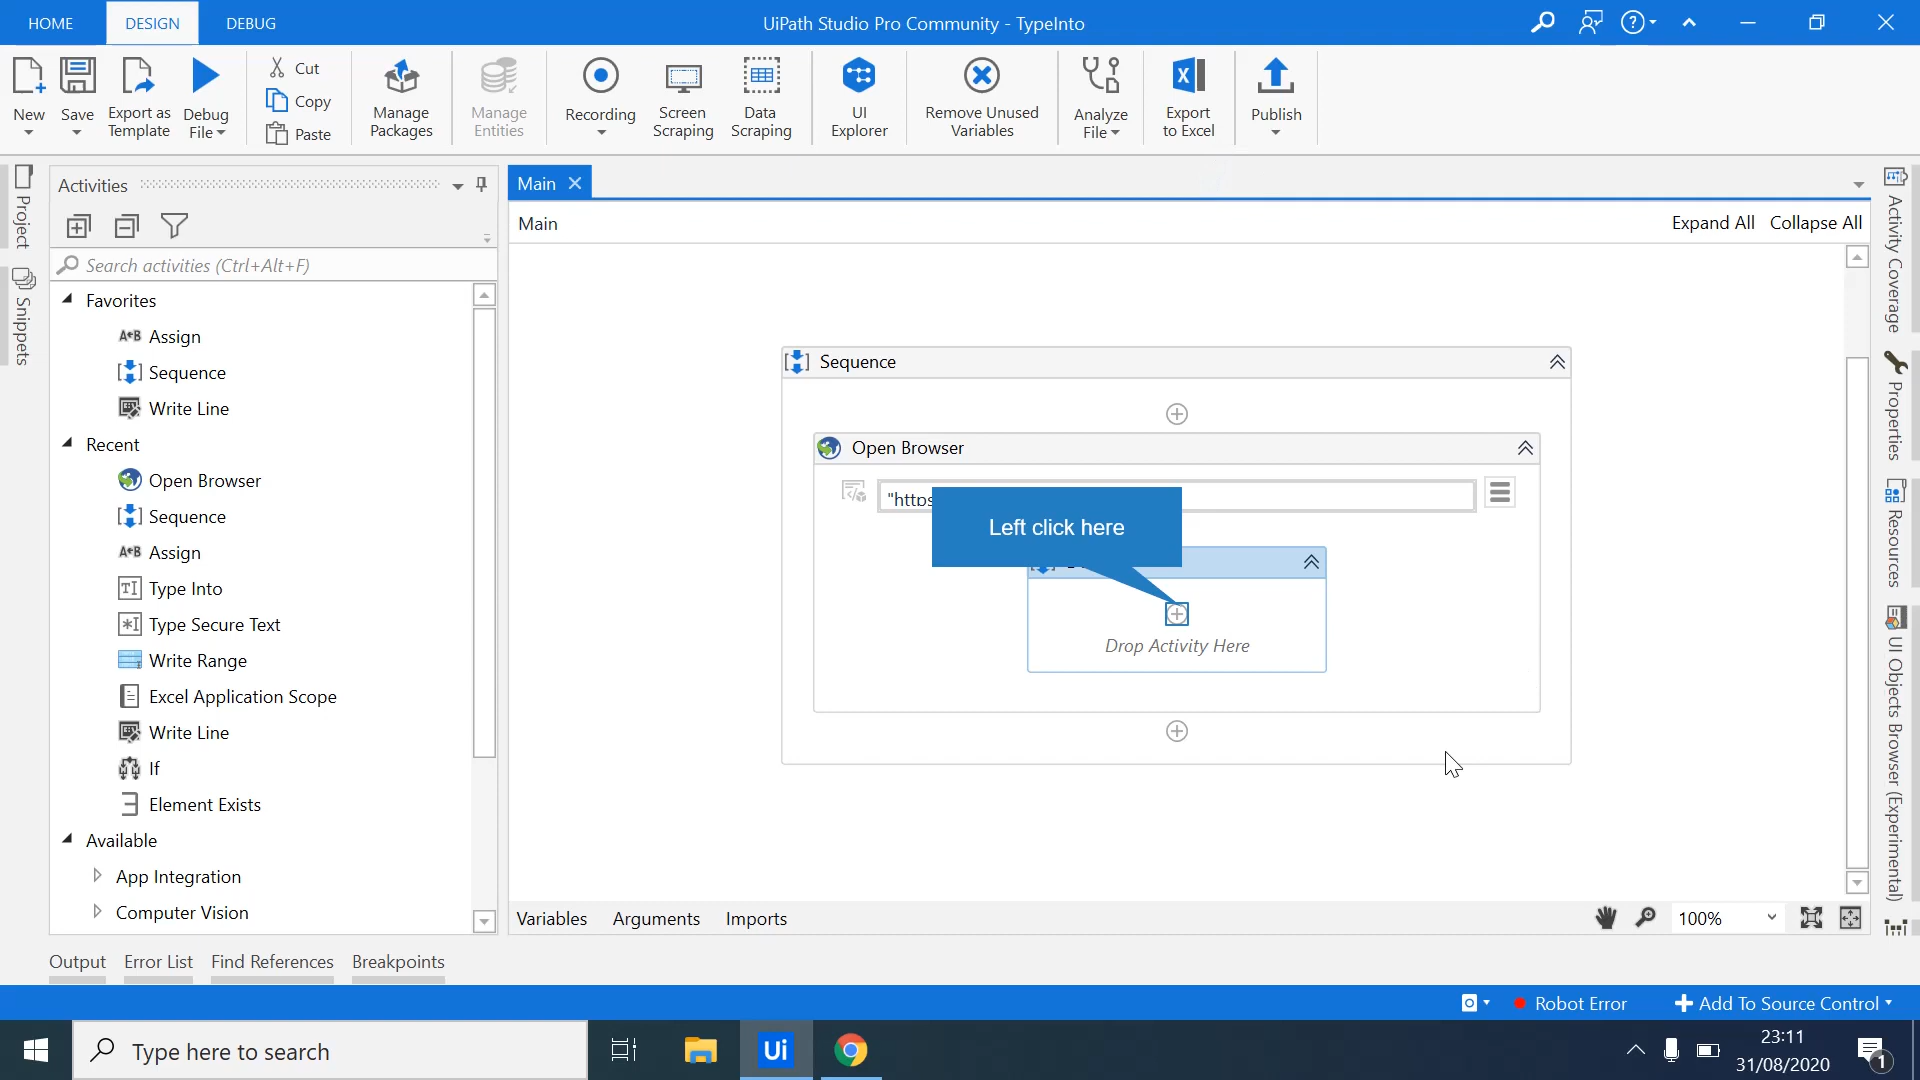 HOME
DESIGN
DEBUG
UiPath Studio Pro Community - TypeInto
New
Save
Export as Template
Debug File
Cut
Copy
Paste
Manage Packages
Manage Entities
Recording
Screen Scraping
Data Scraping
UI Explorer
Remove Unused Variables
Analyze File
Export to Excel
Publish
Project
Snippets
Activities
Search activities (Ctrl+Alt+F)
Favorites
Assign
Sequence
Write Line
Recent
Open Browser
Sequence
Assign
Type Into
Type Secure Text
Write Range
Excel Application Scope
Write Line
If
Element Exists
Available
App Integration
Computer Vision
Main
Main
Expand All
Collapse All
Sequence
Open Browser
"https
Left click here
Drop Activity Here
Variables
Arguments
Imports
100%
Activity Coverage
Properties
Resources
UI Objects Browser (Experimental)
Output
Error List
Find References
Breakpoints
Robot Error
Add To Source Control
Type here to search
Ui
23:11
31/08/2020
1